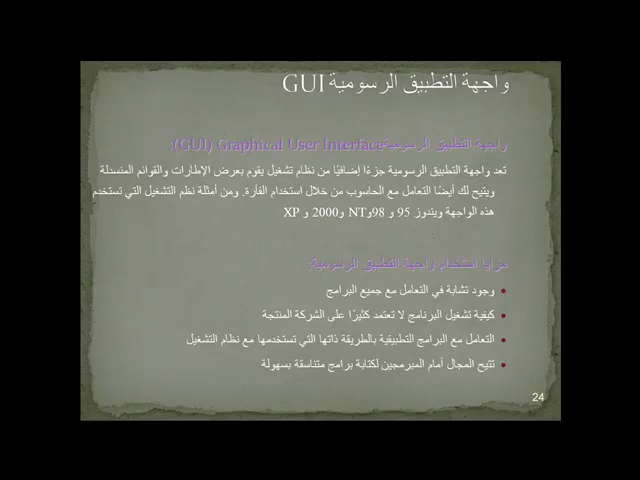 واجهة التطبيق الرسومية GUI
واجهة التطبيق الرسومية Graphical User Interface (GUI):
تعد واجهة التطبيق الرسومية جزءًا إضافيًا من نظام تشغيل يقوم بعرض الإطارات والقوائم المنسدلة
ويتيح لك أيضًا التعامل مع الحاسوب من خلال استخدام الفأرة. ومن أمثلة نظم التشغيل التي تستخدم
هذه الواجهة ويندوز 95 و 98 وNT و2000 و XP
مزايا استخدام واجهة التطبيق الرسومية:
• وجود تشابة في التعامل مع جميع البرامج
• كيفية تشغيل البرنامج لا تعتمد كثيرًا على الشركة المنتجة
• التعامل مع البرامج التطبيقية بالطريقة ذاتها التي تستخدمها مع نظام التشغيل
• تتيح المجال أمام المبرمجين لكتابة برامج متناسقة بسهولة
24